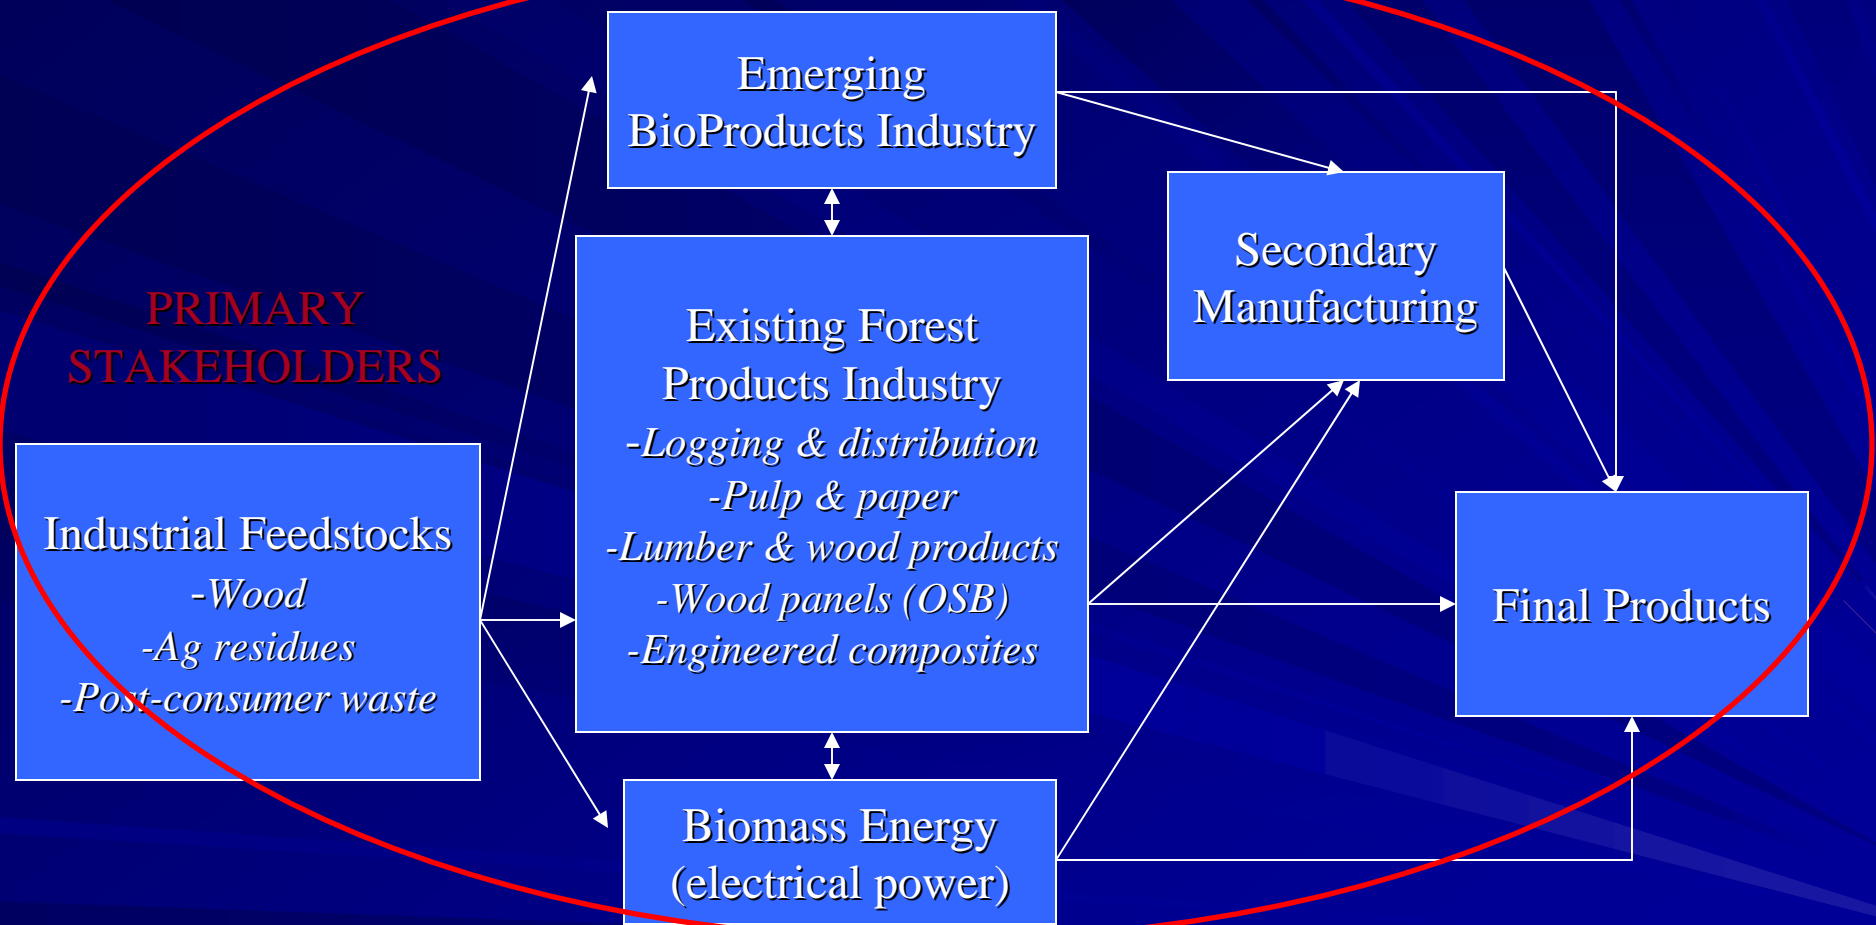 Emerging
BioProducts Industry
Secondary
Manufacturing
PRIMARY
STAKEHOLDERS
Existing Forest
Products Industry
-Logging & distribution
-Pulp & paper
-Lumber & wood products
-Wood panels (OSB)
-Engineered composites
Industrial Feedstocks
-Wood
-Ag residues
-Post-consumer waste
Final Products
Biomass Energy
(electrical power)